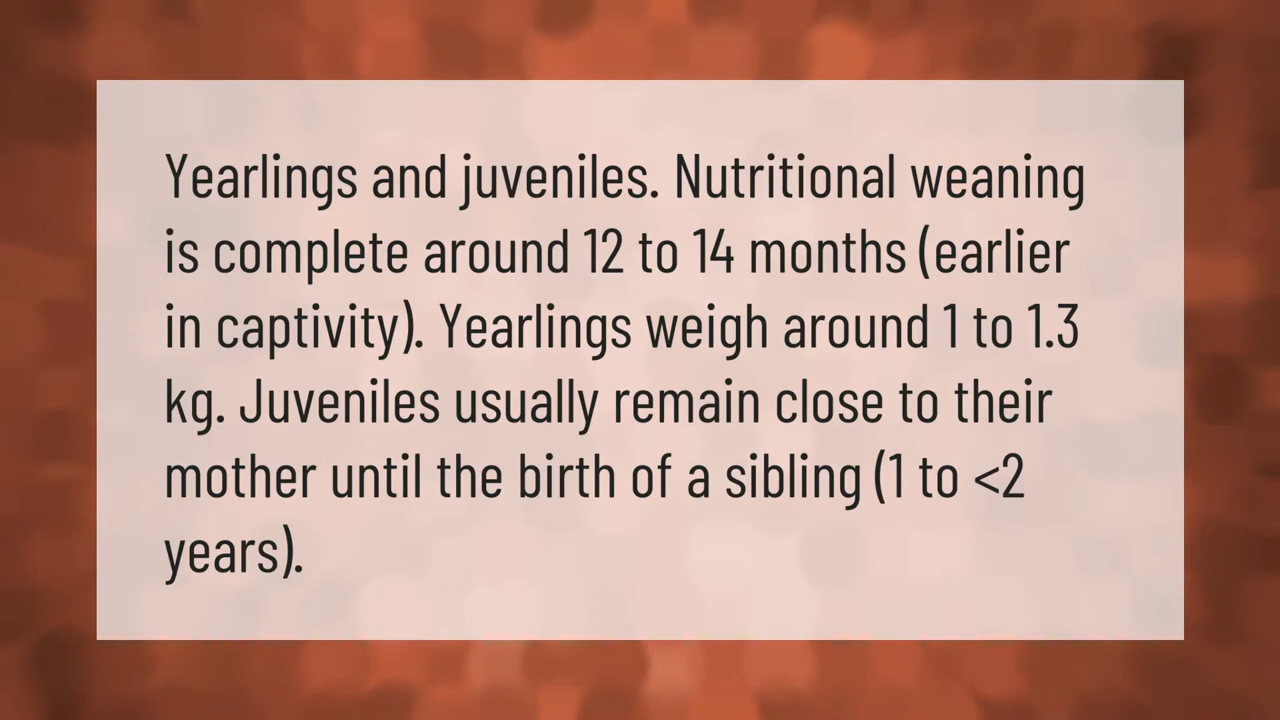 Yearlings and juveniles. Nutritional weaning
is complete around 12 to 14 months (earlier
in captivity). Yearlings weigh around 1 to 1.3
kg. Juveniles usually remain close to their
mother until the birth of a sibling (1 to <2
years).